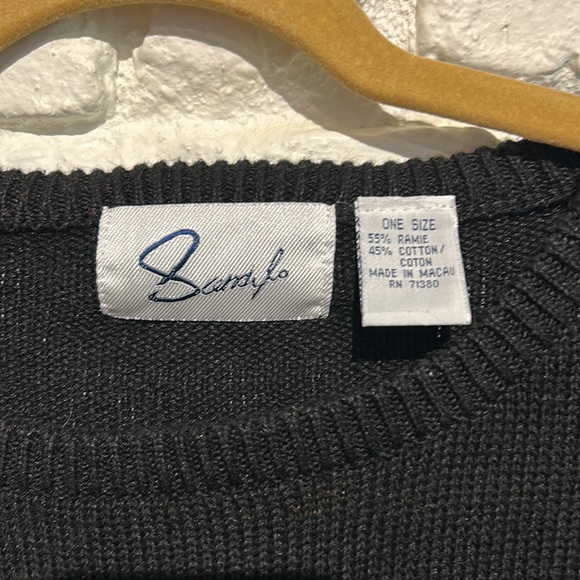 ONE SIZE
55% RAMIE
45% COTTON/
COTON
MADE IN MACAU
RN 71380